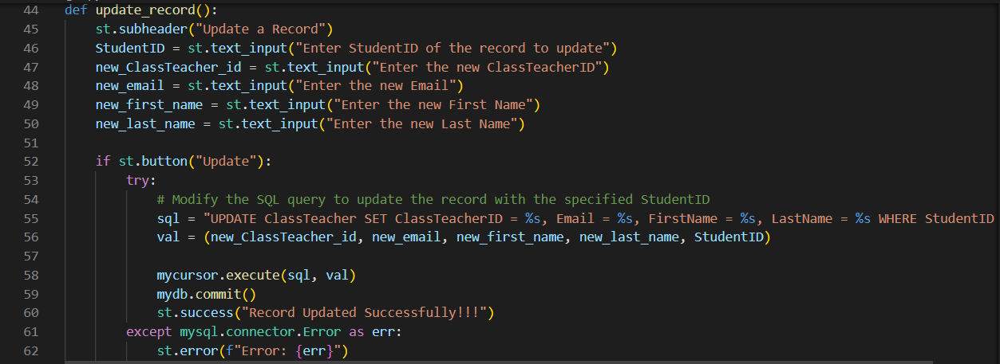 44 def update_record():
45     st.subheader("Update a Record")
46     StudentID = st.text_input("Enter StudentID of the record to update")
47     new_ClassTeacher_id = st.text_input("Enter the new ClassTeacherID")
48     new_email = st.text_input("Enter the new Email")
49     new_first_name = st.text_input("Enter the new First Name")
50     new_last_name = st.text_input("Enter the new Last Name")
51
52     if st.button("Update"):
53         try:
54             # Modify the SQL query to update the record with the specified StudentID
55             sql = "UPDATE ClassTeacher SET ClassTeacherID = %s, Email = %s, FirstName = %s, LastName = %s WHERE StudentID
56             val = (new_ClassTeacher_id, new_email, new_first_name, new_last_name, StudentID)
57
58             mycursor.execute(sql, val)
59             mydb.commit()
60             st.success("Record Updated Successfully!!!")
61         except mysql.connector.Error as err:
62             st.error(f"Error: {err}")